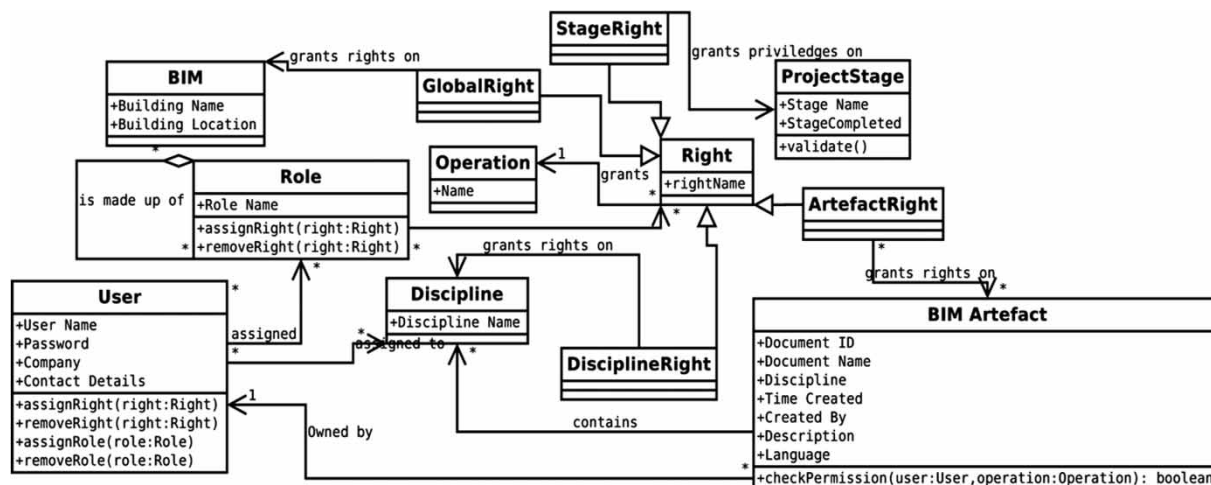 StageRight
grants priviledges on
grants rights on
BIM
+Building Name
+Building Location
*
GlobalRight
ProjectStage
+Stage Name
+StageCompleted
+validate()
Operation
+Name
1
grants
*
Right
+rightName
*
Role
+Role Name
+assignRight(right:Right)
+removeRight(right:Right)
is made up of
*
*
*
ArtefactRight
*
grants rights on
*
grants rights on
User
+User Name
+Password
+Company
+Contact Details
+assignRight(right:Right)
+removeRight(right:Right)
+assignRole(role:Role)
+removeRole(role:Role)
*
assigned
*
Discipline
+Discipline Name
*
assigned to
*
DisciplineRight
contains
1
Owned by
*
BIM Artefact
+Document ID
+Document Name
+Discipline
+Time Created
+Created By
+Description
+Language
+checkPermission(user:User,operation:Operation): boolean